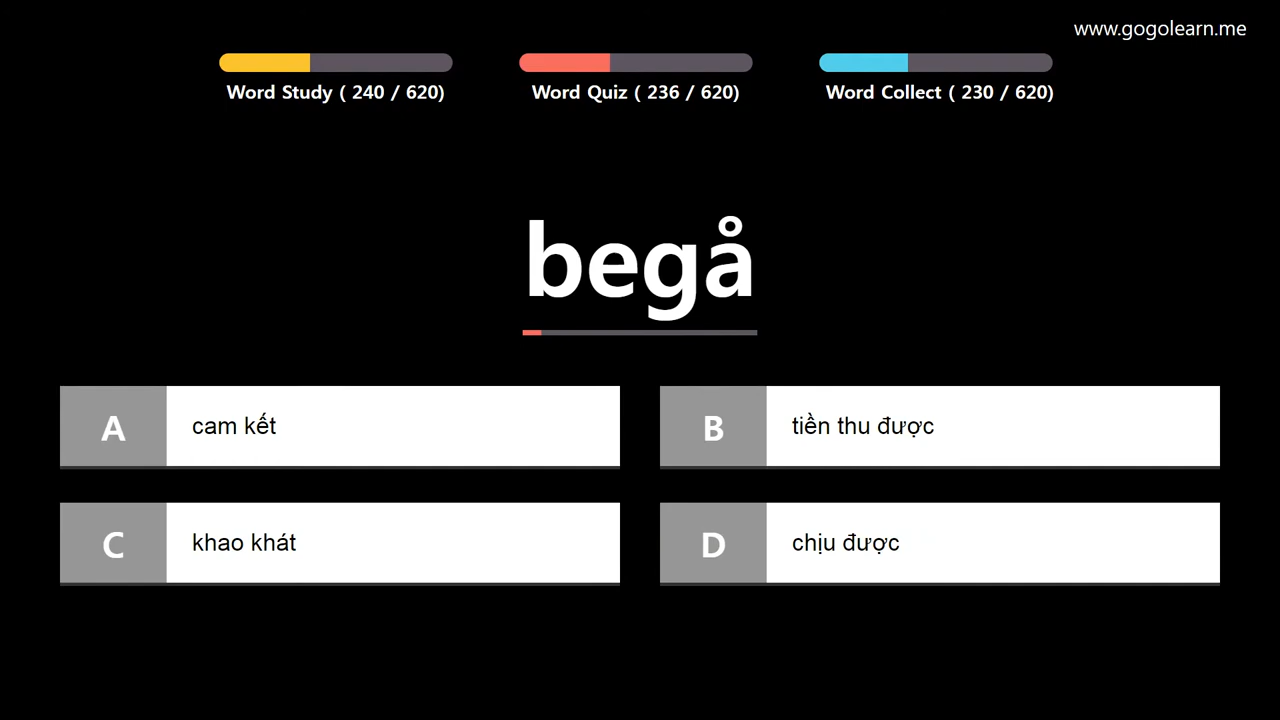 www.gogolearn.me
Word Study ( 240 / 620)
Word Quiz ( 236 / 620)
Word Collect ( 230 / 620)
begå
A
cam kết
B
tiền thu được
C
khao khát
D
chịu được